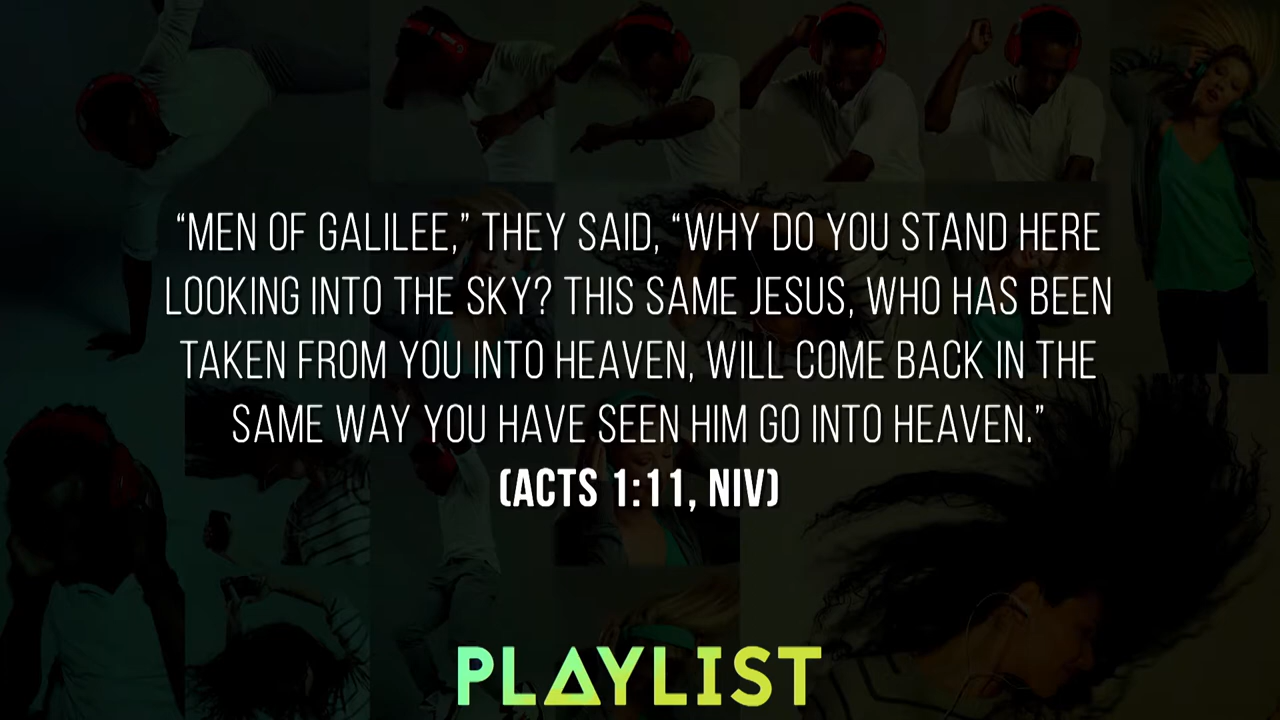 “MEN OF GALILEE,” THEY SAID, “WHY DO YOU STAND HERE
LOOKING INTO THE SKY? THIS SAME JESUS, WHO HAS BEEN
TAKEN FROM YOU INTO HEAVEN, WILL COME BACK IN THE
SAME WAY YOU HAVE SEEN HIM GO INTO HEAVEN.”
(ACTS 1:11, NIV)
PLAYLIST